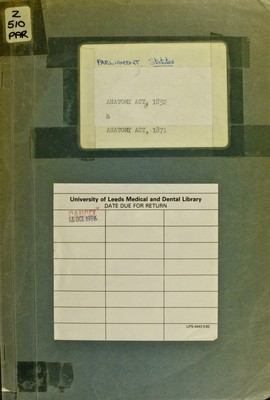 Z
510
PAR
PARLIAMENT Statutes
ANATOMY ACT, 1832
&
ANATOMY ACT, 1871
University of Leeds Medical and Dental Library
DATE DUE FOR RETURN